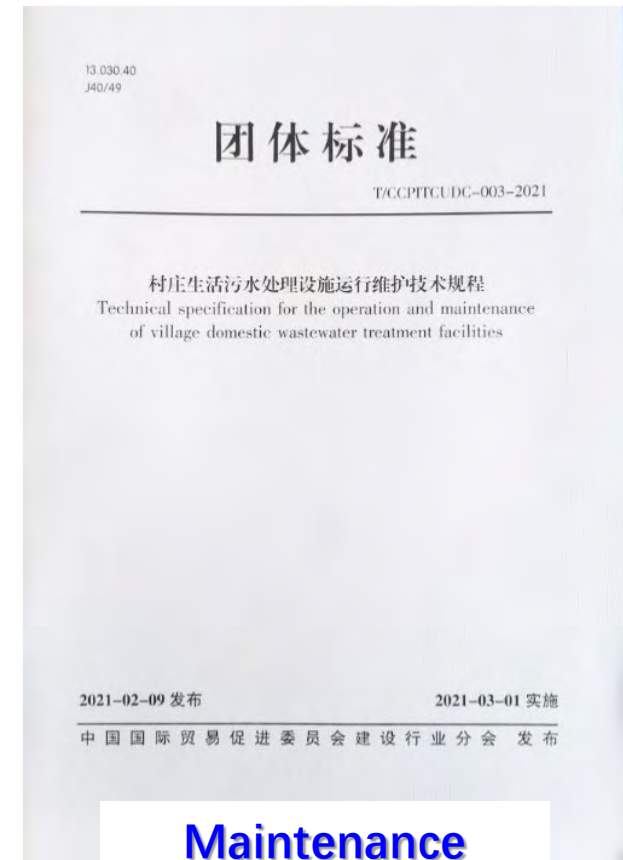 13.030.40
J40/49
团体标准
T/CCPITCUDC-003-2021
村庄生活污水处理设施运行维护技术规程
Technical specification for the operation and maintenance
of village domestic wastewater treatment facilities
2021-02-09 发布
2021-03-01 实施
中国国际贸易促进委员会建设行业分会 发布
Maintenance